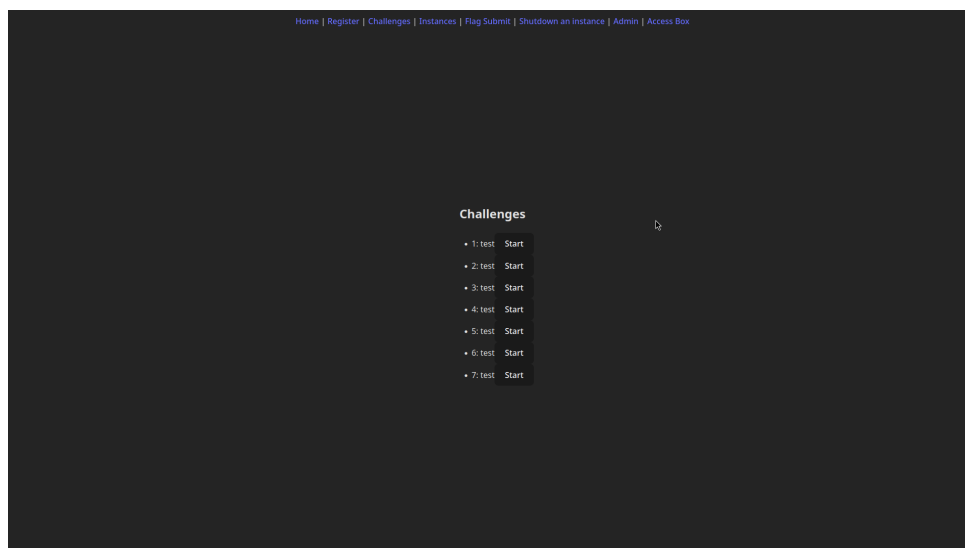 Home | Register | Challenges | Instances | Flag Submit | Shutdown an instance | Admin | Access Box
Challenges
• 1: test Start
• 2: test Start
• 3: test Start
• 4: test Start
• 5: test Start
• 6: test Start
• 7: test Start